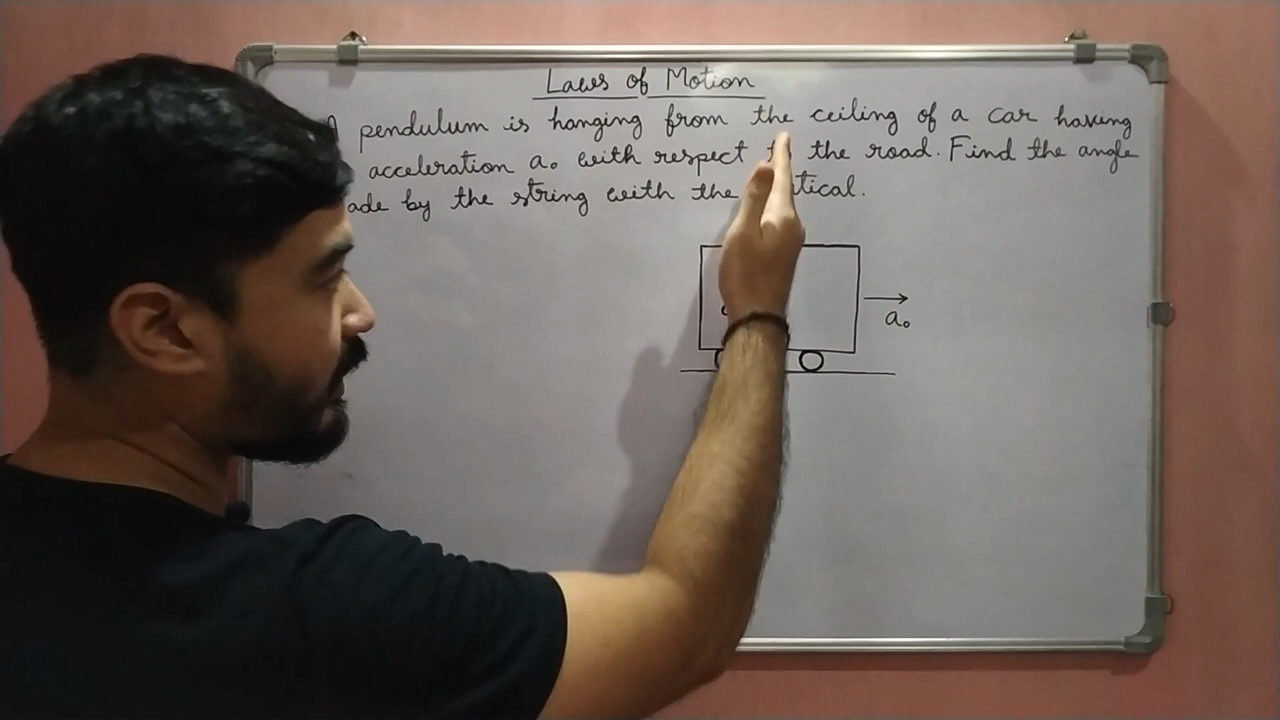 Laws of Motion
pendulum is hanging from the ceiling of a car having
acceleration a₀ with respect the road. Find the angle
by the string with the
a₀